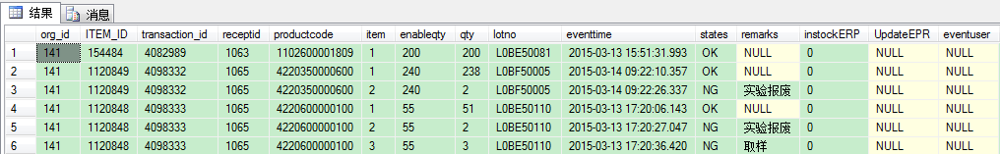 结果 消息
org_id ITEM_ID transaction_id receptid productcode item enableqty qty lotno eventtime states remarks instockERP UpdateEPR eventuser
1 141 154484 4082989 1063 1102600001809 1 200 200 L0BE50081 2015-03-13 15:51:31.993 OK NULL 0 NULL NULL
2 141 1120849 4098332 1065 4220350000600 1 240 238 L0BF50005 2015-03-14 09:22:10.357 OK NULL 0 NULL NULL
3 141 1120849 4098332 1065 4220350000600 2 240 2 L0BF50005 2015-03-14 09:22:26.337 NG 实验报废 0 NULL NULL
4 141 1120848 4098333 1065 4220600000100 1 55 51 L0BE50110 2015-03-13 17:20:06.143 OK NULL 0 NULL NULL
5 141 1120848 4098333 1065 4220600000100 2 55 2 L0BE50110 2015-03-13 17:20:27.047 NG 实验报废 0 NULL NULL
6 141 1120848 4098333 1065 4220600000100 3 55 3 L0BE50110 2015-03-13 17:20:36.420 NG 取样 0 NULL NULL